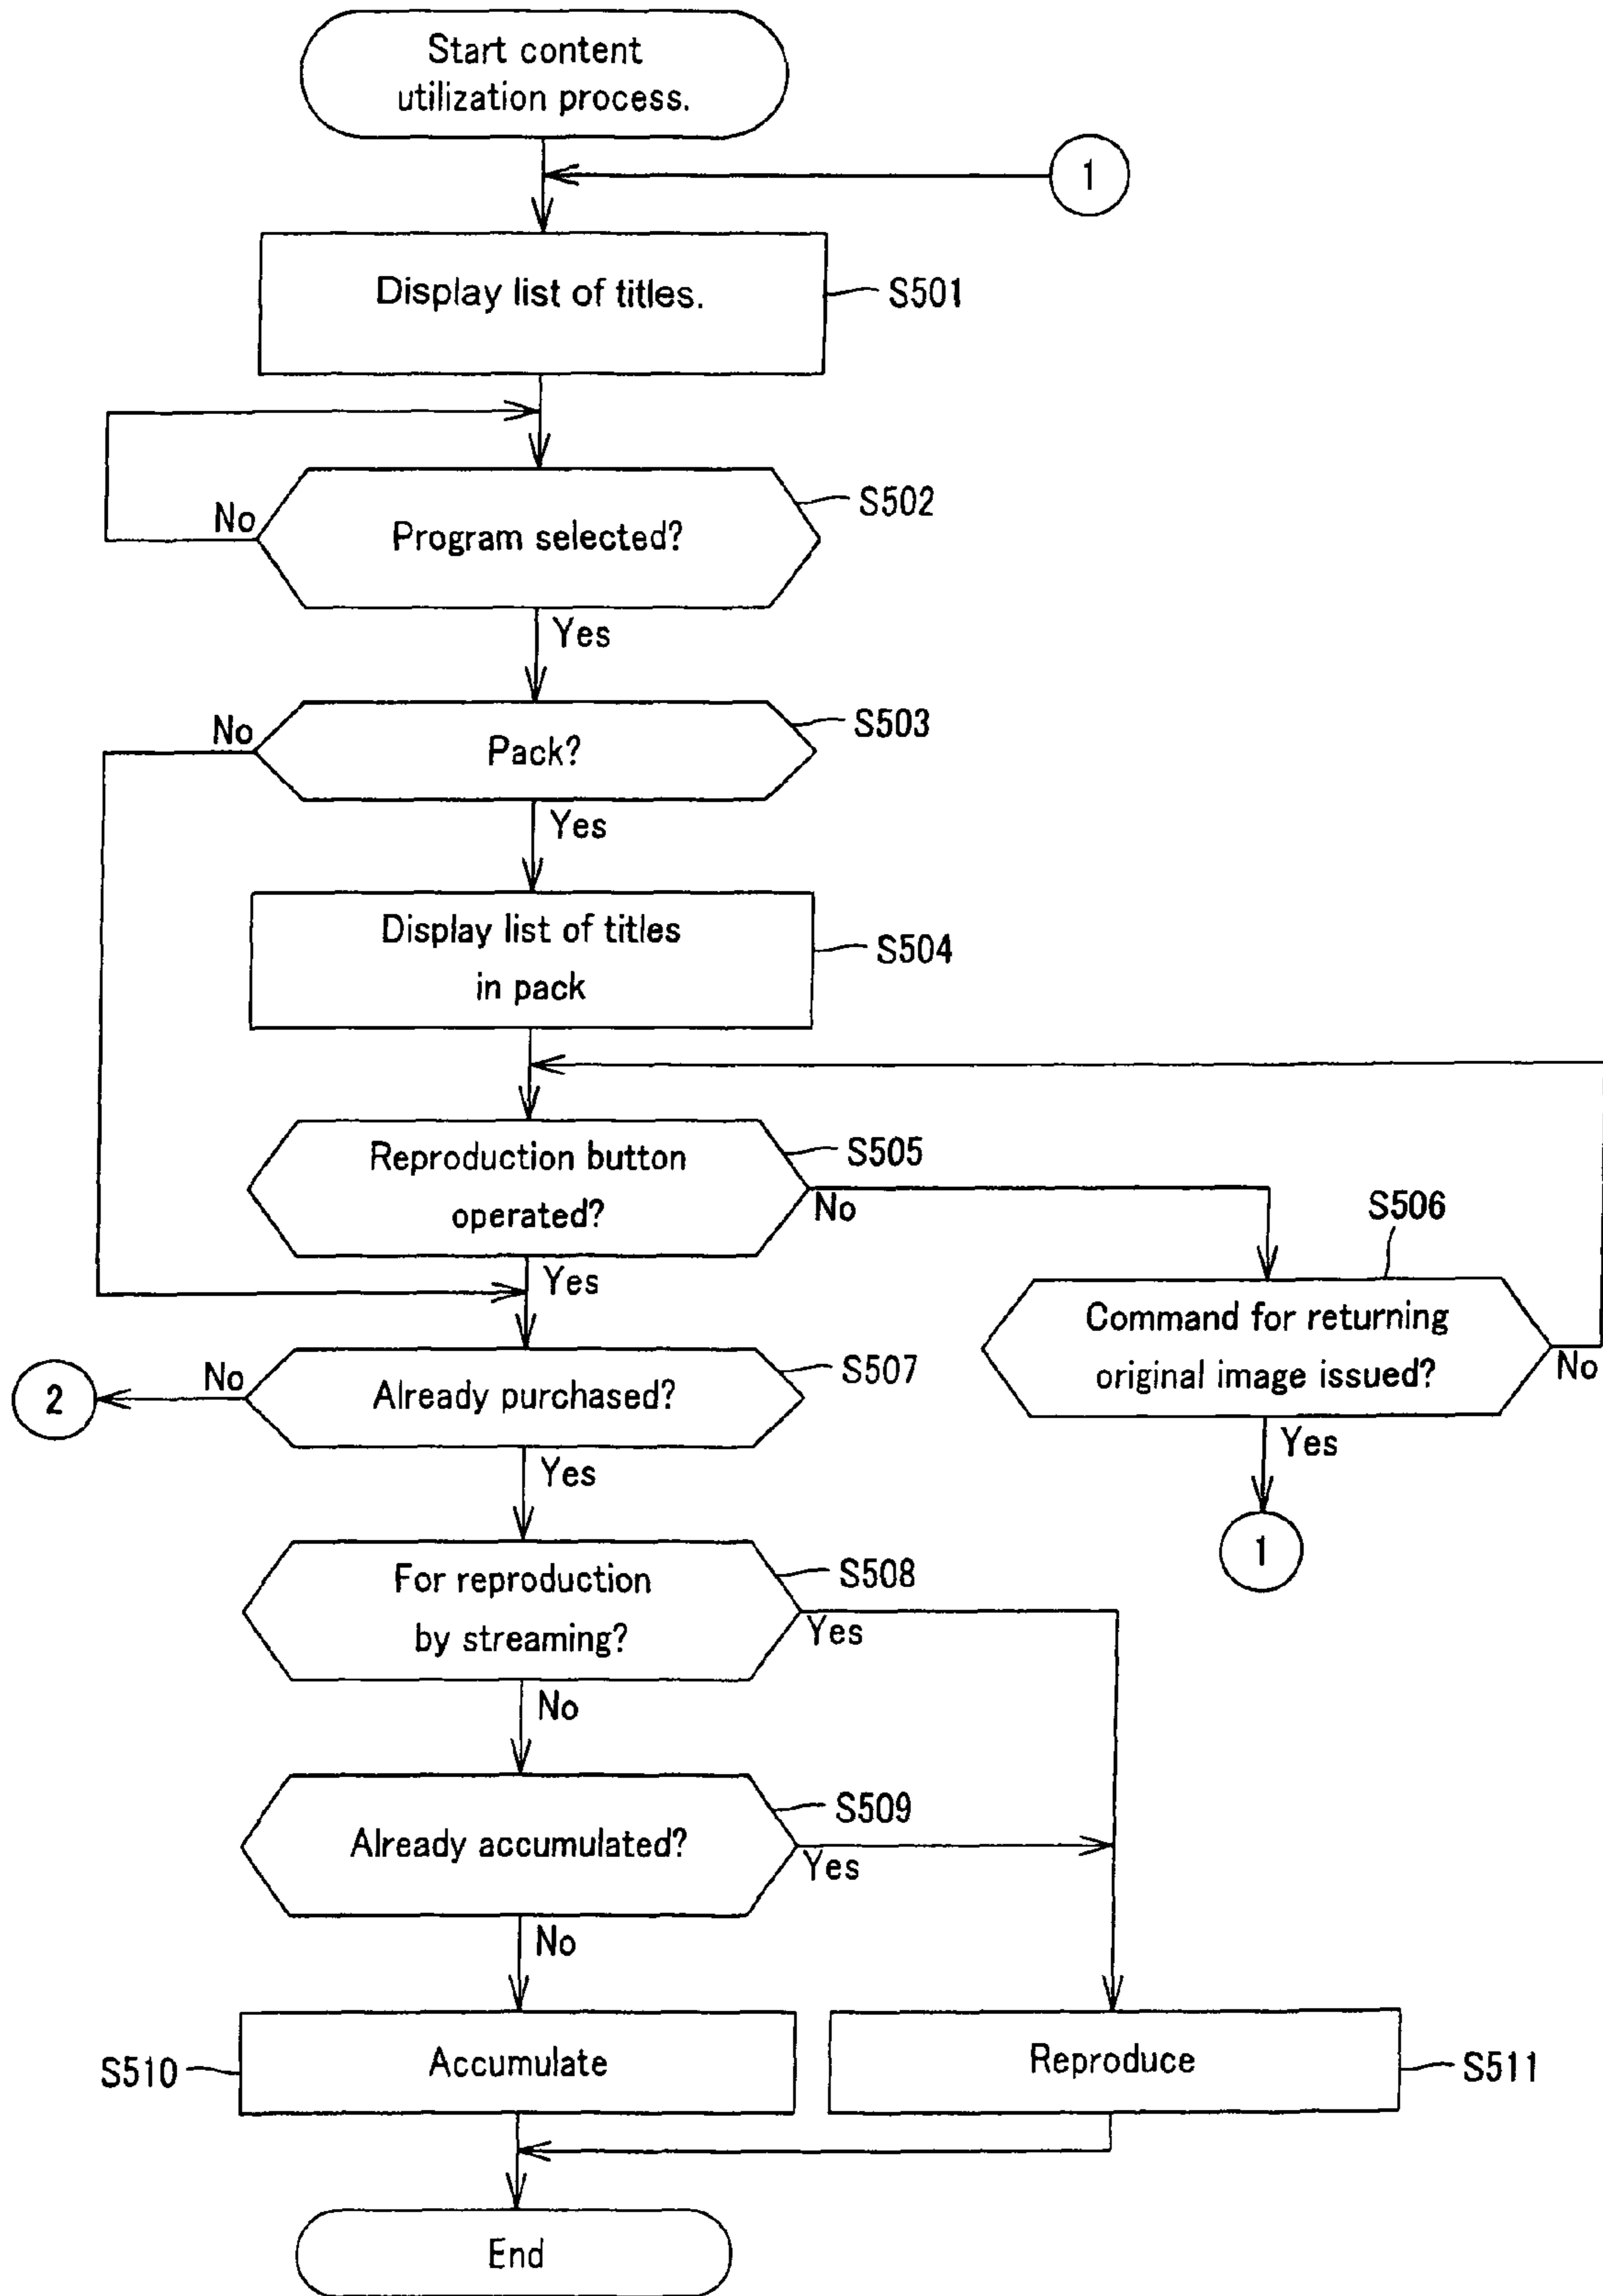 Start content
utilization process.
1
Display list of titles.
S501
S502
No
Program selected?
Yes
No
S503
Pack?
Yes
Display list of titles
in pack
S504
Reproduction button
operated?
S505
No
S506
Yes
Command for returning
original image issued?
No
2
No
Already purchased?
S507
Yes
Yes
1
For reproduction
by streaming?
S508
Yes
No
S509
Already accumulated?
Yes
No
S510
Accumulate
Reproduce
S511
End